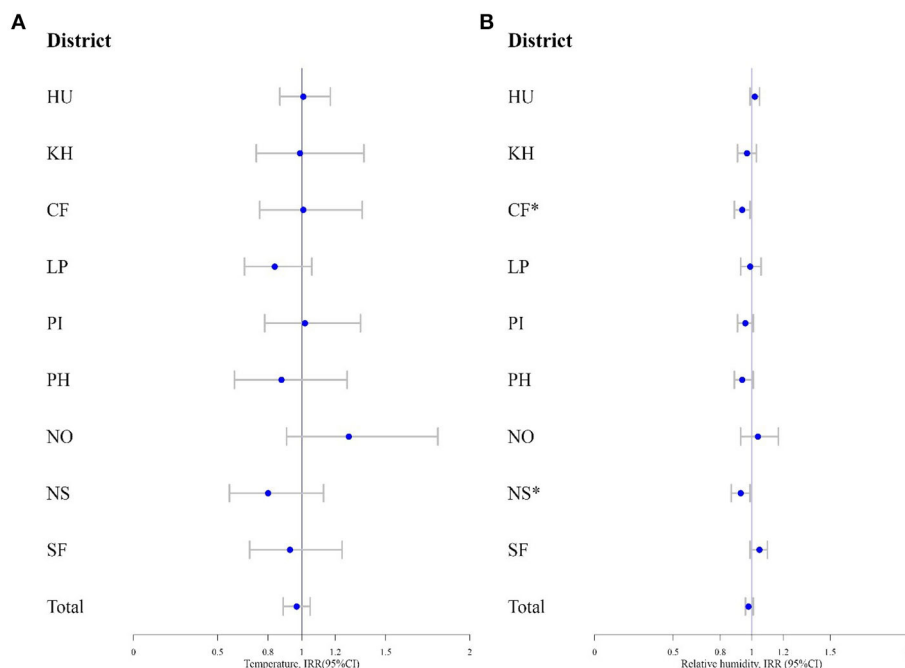 A
District
HU
KH
CF
LP
PI
PH
NO
NS
SF
Total
0 0.5 0.8 1 1.2 1.5 2
Temperature, IRR(95%CI)
B
District
HU
KH
CF*
LP
PI
PH
NO
NS*
SF
Total
0 0.5 0.8 1 1.2 1.5
Relative humidity, IRR (95%CI)